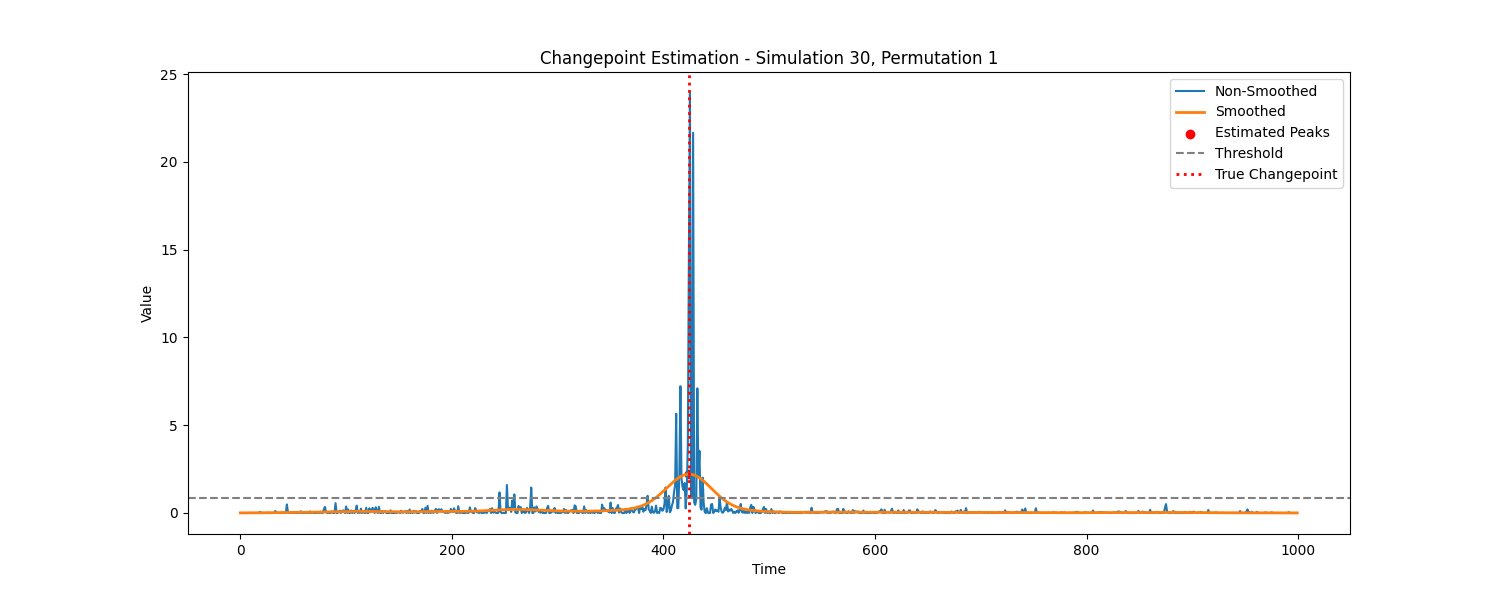 Changepoint Estimation - Simulation 30, Permutation 1
25
20
15
10
5
0
Value
0
200
400
600
800
1000
Time
Non-Smoothed
Smoothed
Estimated Peaks
Threshold
True Changepoint